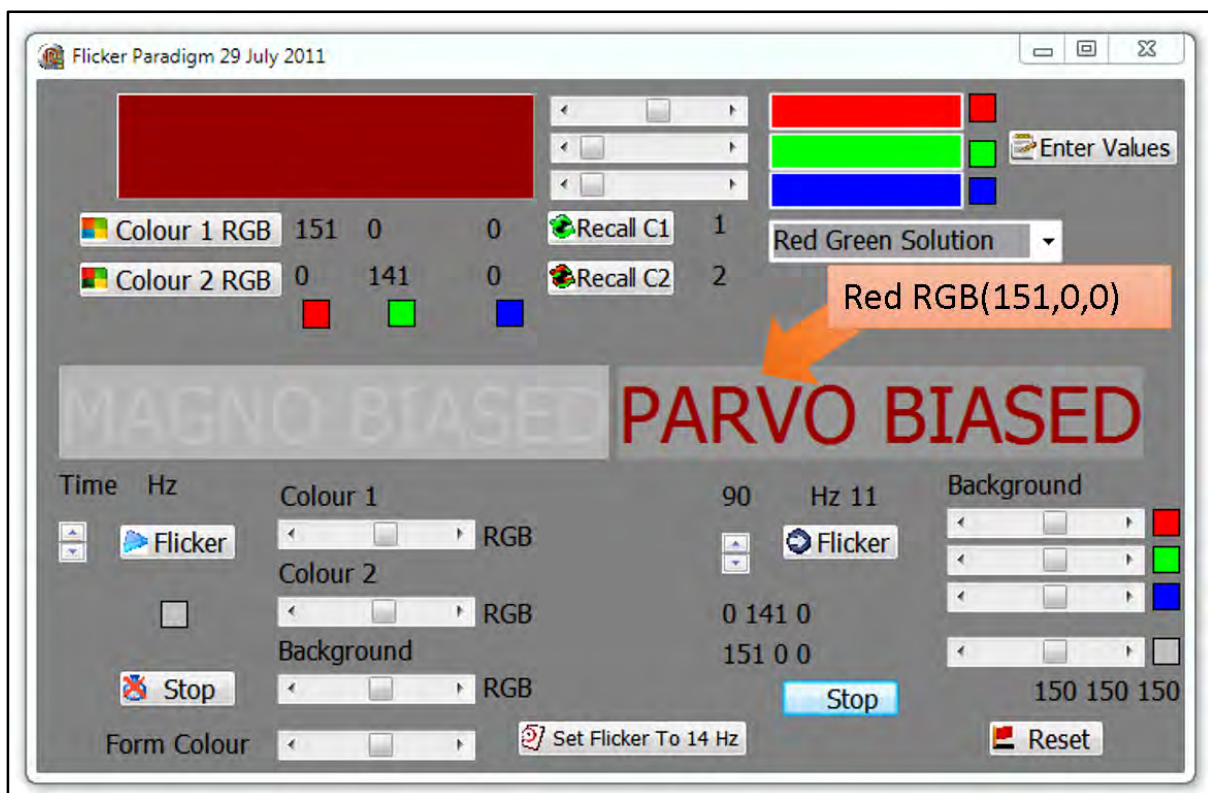 Flicker Paradigm 29 July 2011
Enter Values
Colour 1 RGB 151 0 0 Recall C1 1
Red Green Solution
Colour 2 RGB 0 141 0 Recall C2 2
Red RGB(151,0,0)
MAGNO BIASED PARVO BIASED
Time Hz
Flicker
Stop
Form Colour
Colour 1
RGB
Colour 2
RGB
Background
RGB
Set Flicker To 14 Hz
90 Hz 11
Flicker
0 141 0
151 0 0
Stop
Background
150 150 150
Reset